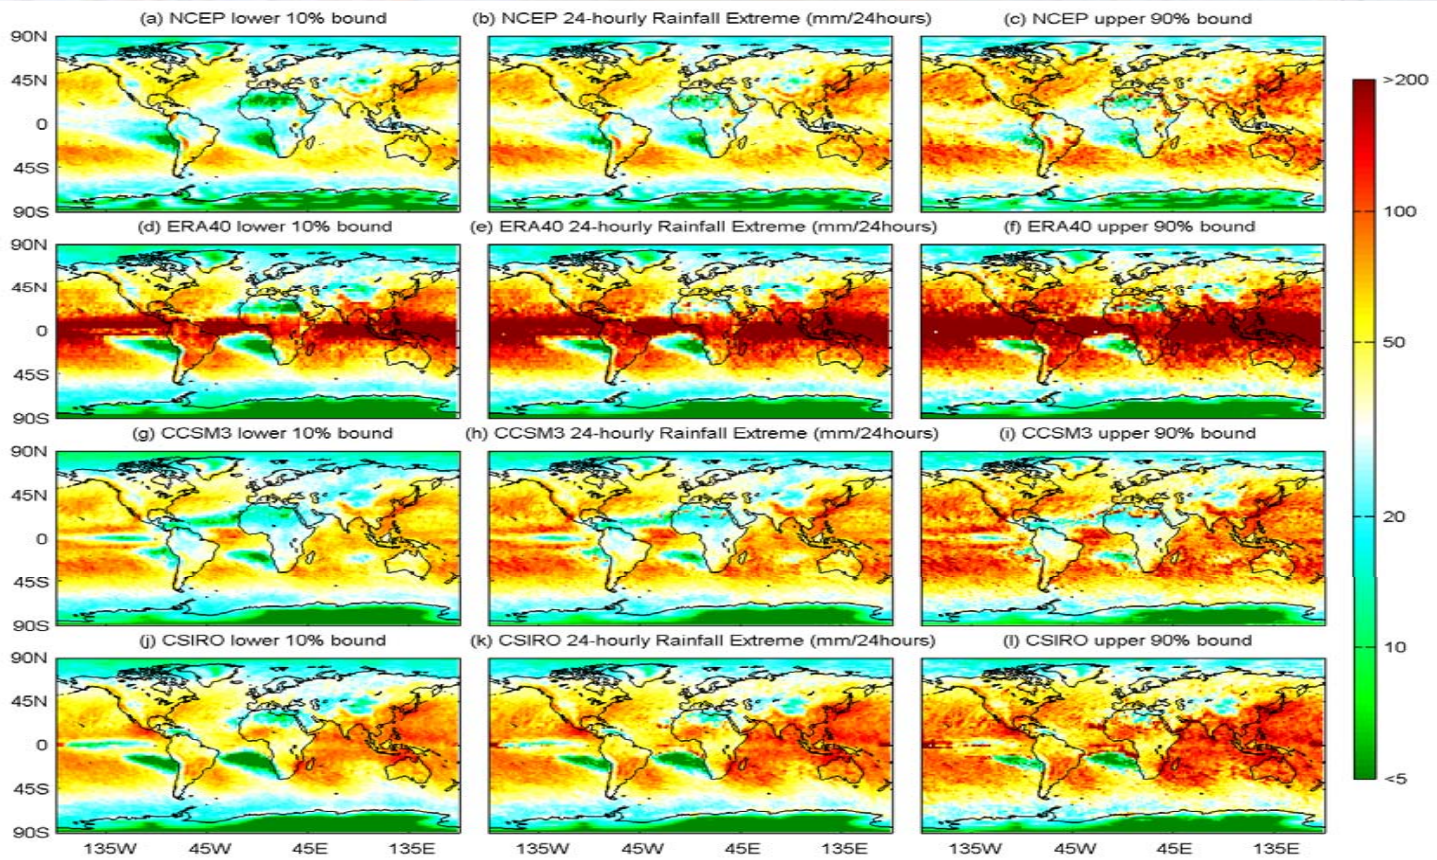 (a) NCEP lower 10% bound (b) NCEP 24-hourly Rainfall Extreme (mm/24hours) (c) NCEP upper 90% bound
90N
45N
0
45S
90S
>200
100
50
20
10
<5
(d) ERA40 lower 10% bound (e) ERA40 24-hourly Rainfall Extreme (mm/24hours) (f) ERA40 upper 90% bound
90N
45N
0
45S
90S
(g) CCSM3 lower 10% bound (h) CCSM3 24-hourly Rainfall Extreme (mm/24hours) (i) CCSM3 upper 90% bound
90N
45N
0
45S
90S
(j) CSIRO lower 10% bound (k) CSIRO 24-hourly Rainfall Extreme (mm/24hours) (l) CSIRO upper 90% bound
90N
45N
0
45S
90S
135W 45W 45E 135E 135W 45W 45E 135E 135W 45W 45E 135E